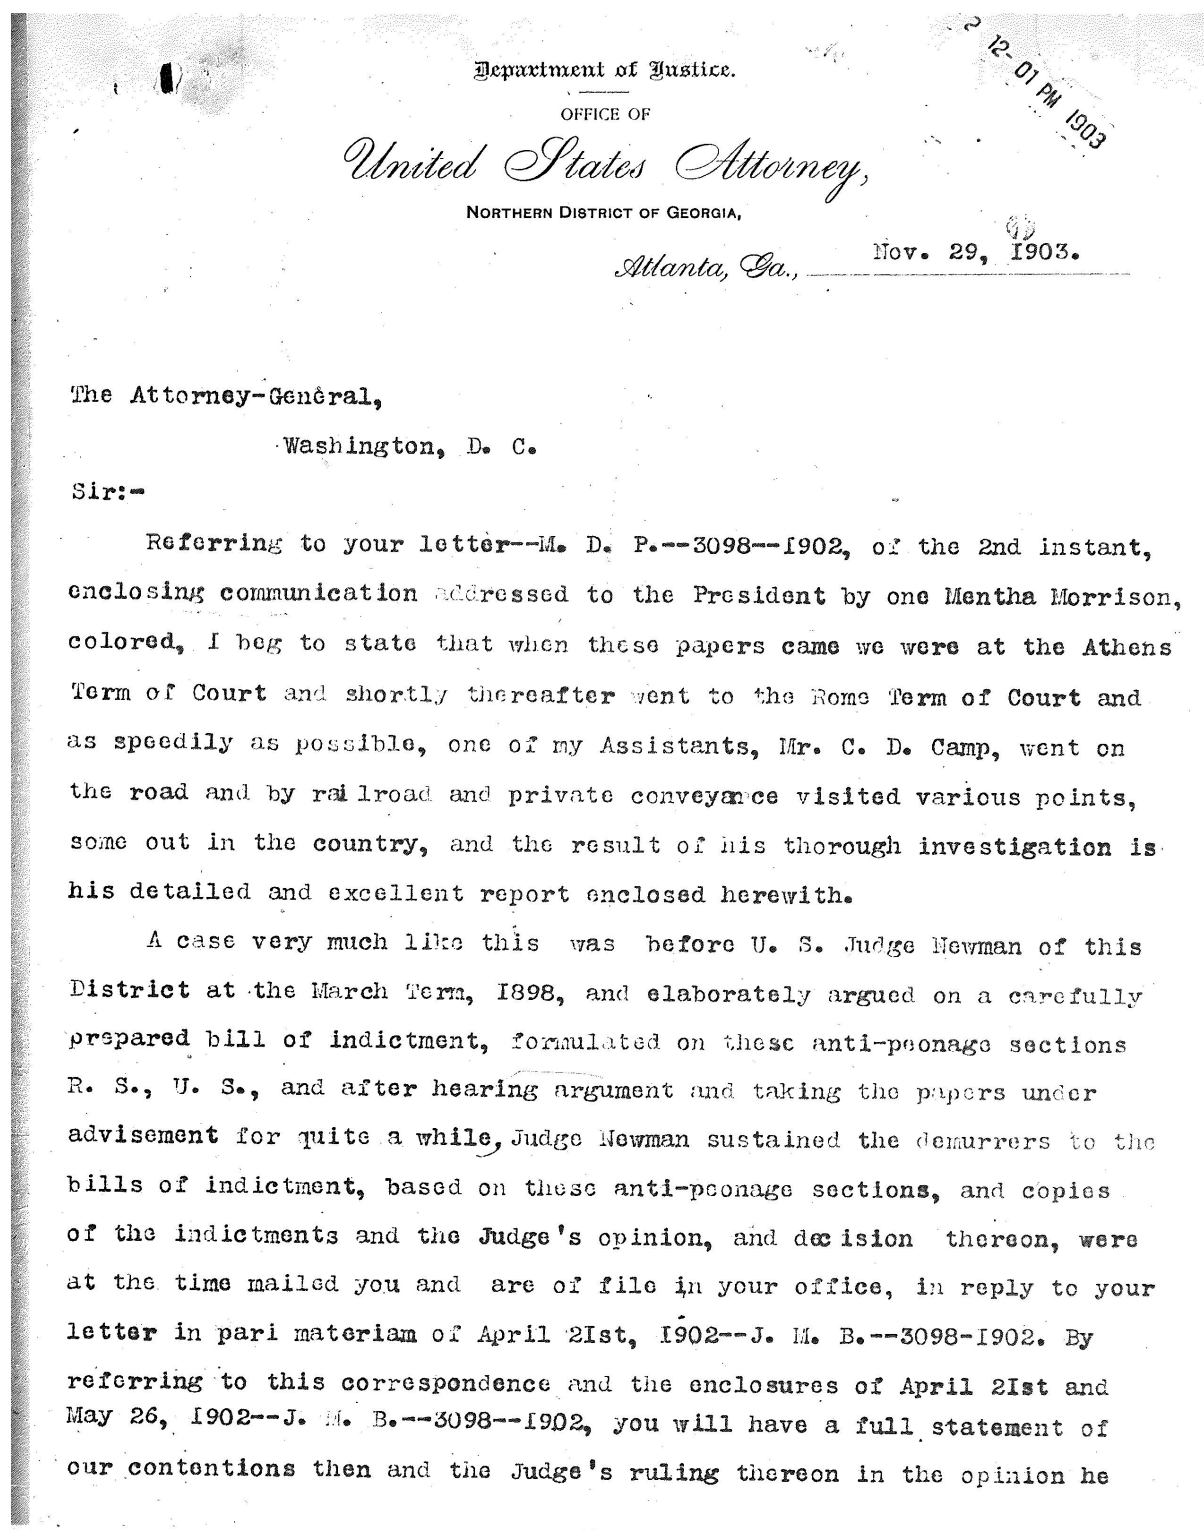 2 12-01 PM 1903
Department of Justice.
OFFICE OF
United States Attorney,
NORTHERN DISTRICT OF GEORGIA,
Atlanta, Ga., Nov. 29, I903.
The Attorney-General,
Washington, D. C.
Sir:-
Referring to your letter--M. D. P.--3098--I902, of the 2nd instant,
enclosing communication addressed to the President by one Mentha Morrison,
colored, I beg to state that when these papers came we were at the Athens
Term of Court and shortly thereafter went to the Rome Term of Court and
as speedily as possible, one of my Assistants, Mr. C. D. Camp, went on
the road and by railroad and private conveyance visited various points,
some out in the country, and the result of his thorough investigation is
his detailed and excellent report enclosed herewith.
A case very much like this was before U. S. Judge Newman of this
District at the March Term, I898, and elaborately argued on a carefully
prepared bill of indictment, formulated on these anti-peonage sections
R. S., U. S., and after hearing argument and taking the papers under
advisement for quite a while, Judge Newman sustained the demurrers to the
bills of indictment, based on these anti-peonage sections, and copies
of the indictments and the Judge's opinion, and decision thereon, were
at the time mailed you and are of file in your office, in reply to your
letter in pari materiam of April 2Ist, I902--J. M. B.--3098-I902. By
referring to this correspondence and the enclosures of April 2Ist and
May 26, I902--J. M. B.--3098--I902, you will have a full statement of
our contentions then and the Judge's ruling thereon in the opinion he